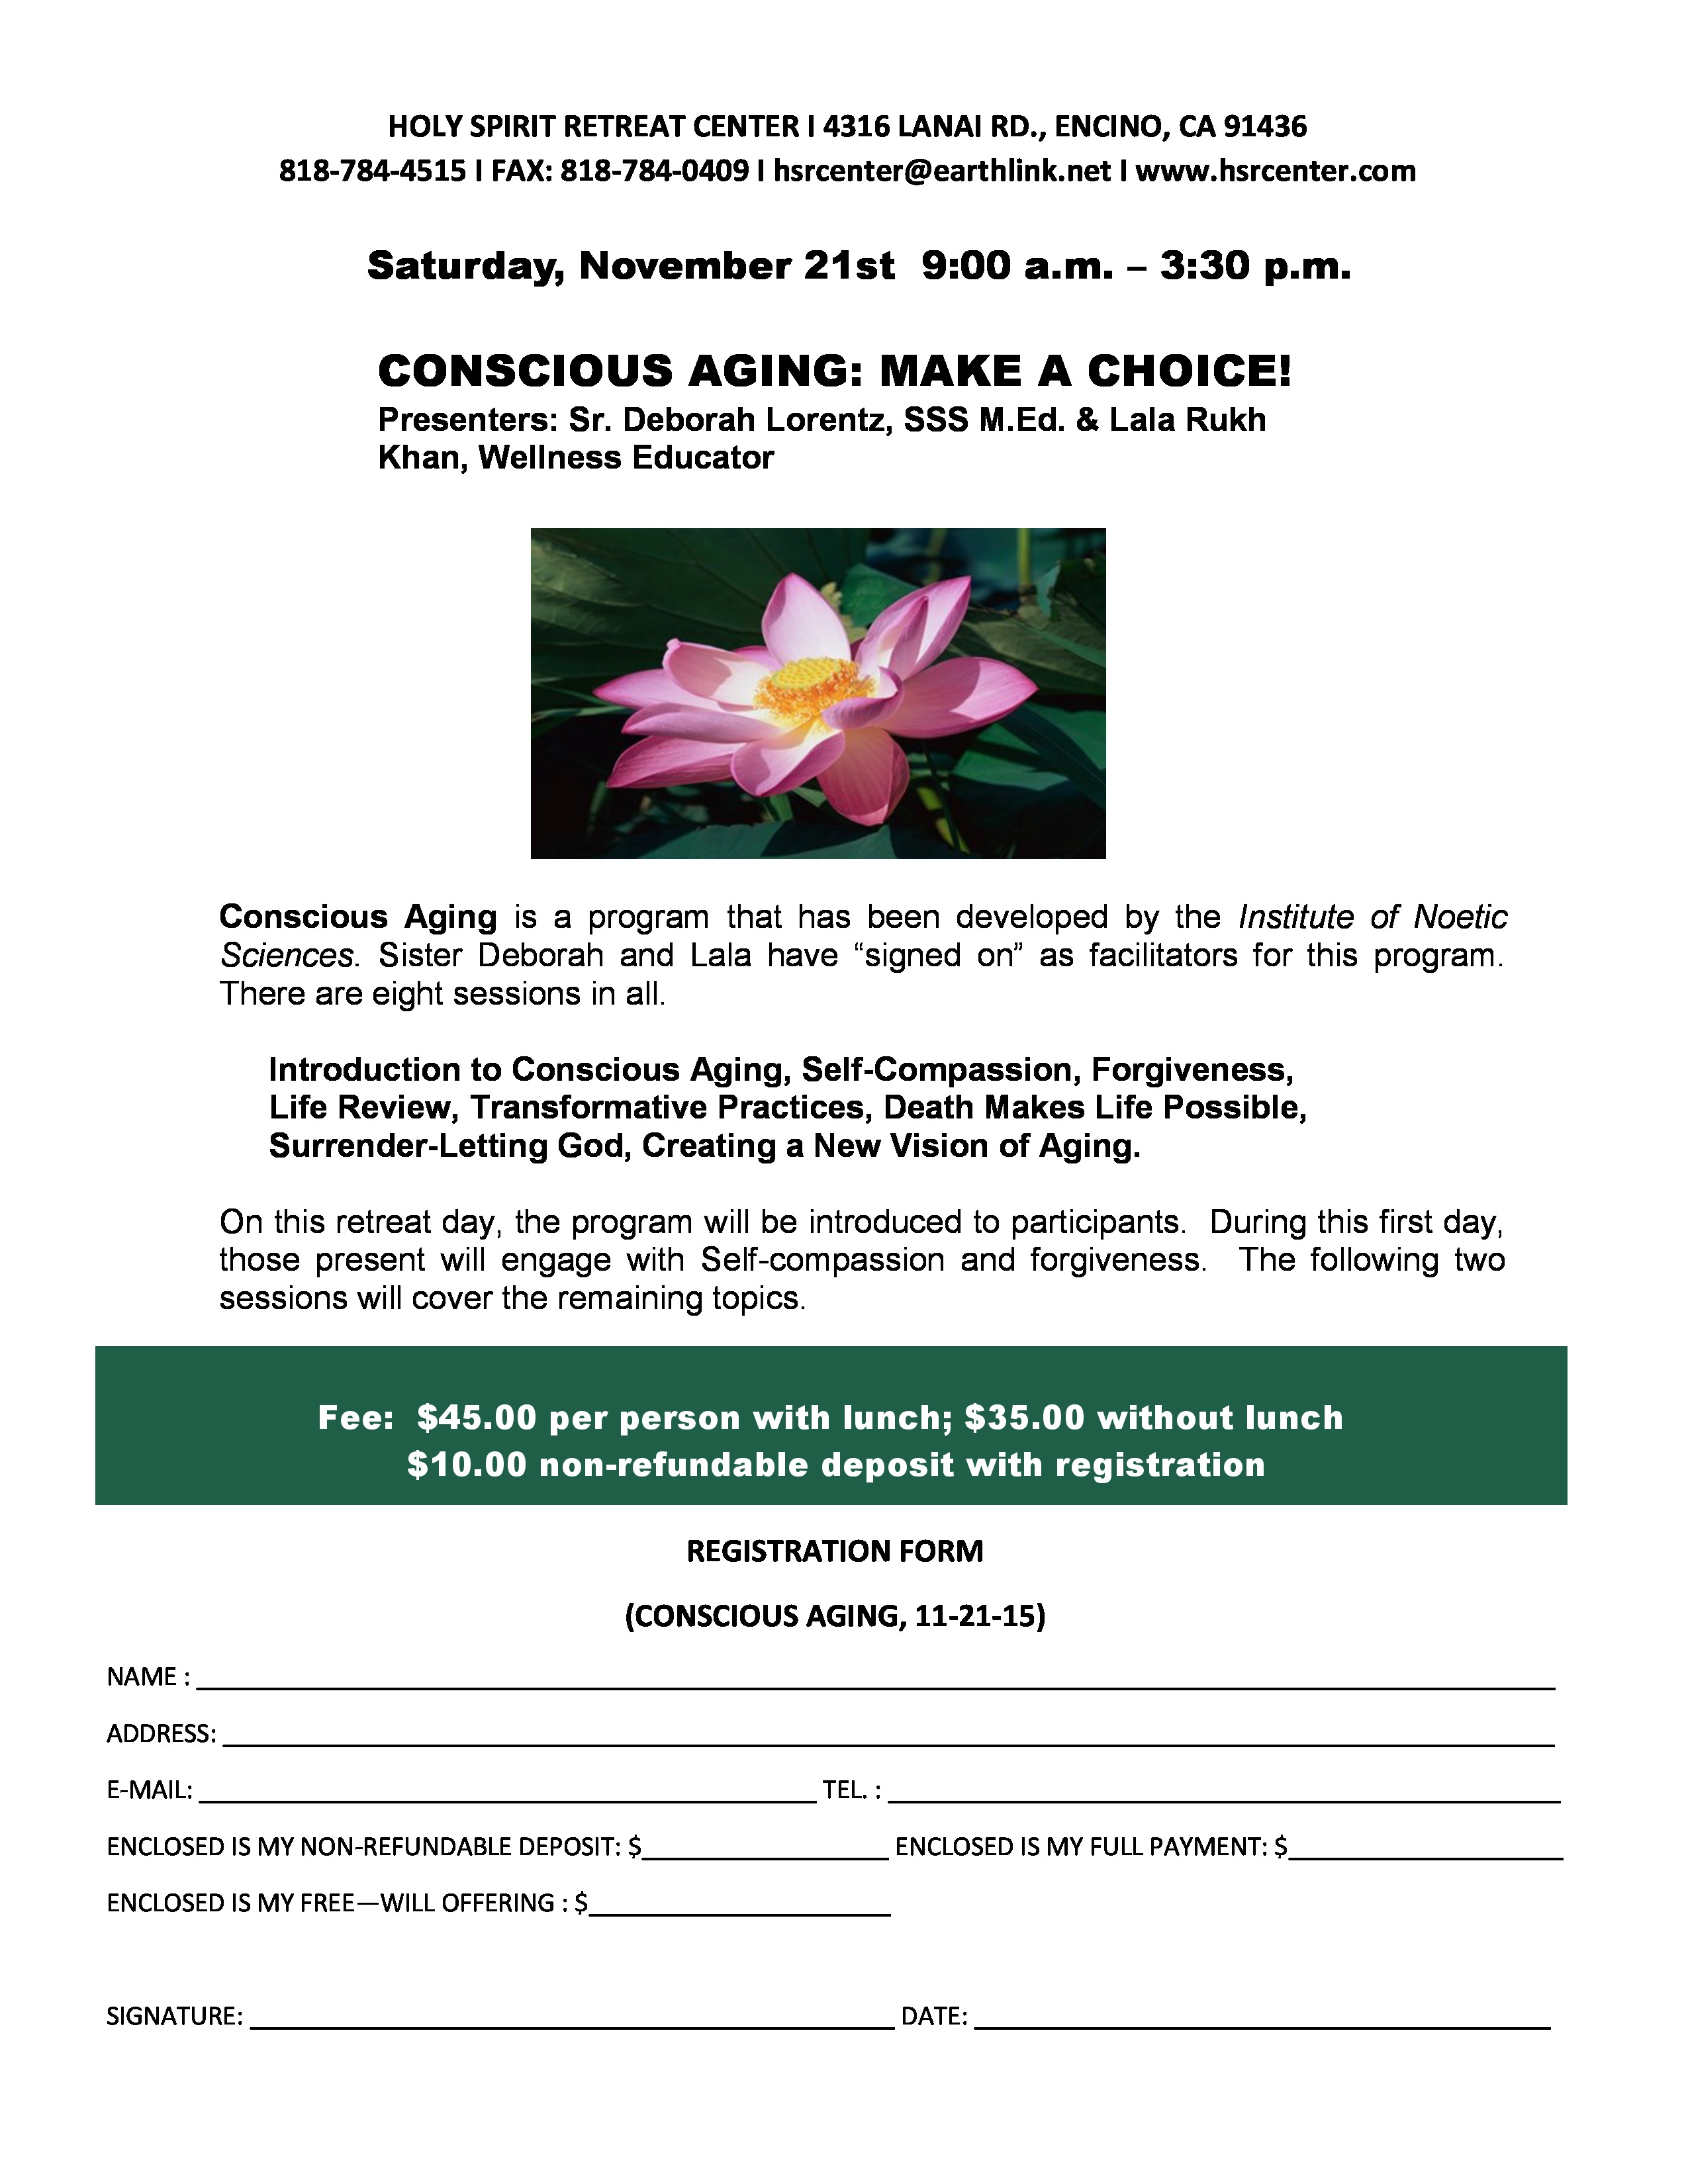 HOLY SPIRIT RETREAT CENTER I 4316 LANAI RD., ENCINO, CA 91436
818-784-4515 I FAX: 818-784-0409 I hsrcenter@earthlink.net I www.hsrcenter.com
Saturday, November 21st 9:00 a.m. – 3:30 p.m.
CONSCIOUS AGING: MAKE A CHOICE!
Presenters: Sr. Deborah Lorentz, SSS M.Ed. & Lala Rukh
Khan, Wellness Educator
Conscious Aging is a program that has been developed by the Institute of Noetic
Sciences. Sister Deborah and Lala have “signed on” as facilitators for this program.
There are eight sessions in all.
Introduction to Conscious Aging, Self-Compassion, Forgiveness,
Life Review, Transformative Practices, Death Makes Life Possible,
Surrender-Letting God, Creating a New Vision of Aging.
On this retreat day, the program will be introduced to participants. During this first day,
those present will engage with Self-compassion and forgiveness. The following two
sessions will cover the remaining topics.
Fee: $45.00 per person with lunch; $35.00 without lunch
$10.00 non-refundable deposit with registration
REGISTRATION FORM
(CONSCIOUS AGING, 11-21-15)
NAME : ____________________
ADDRESS: ____________________
E-MAIL: ____________________ TEL. : ____________________
ENCLOSED IS MY NON-REFUNDABLE DEPOSIT: $__________ ENCLOSED IS MY FULL PAYMENT: $__________
ENCLOSED IS MY FREE—WILL OFFERING : $__________
SIGNATURE: ____________________ DATE: ____________________